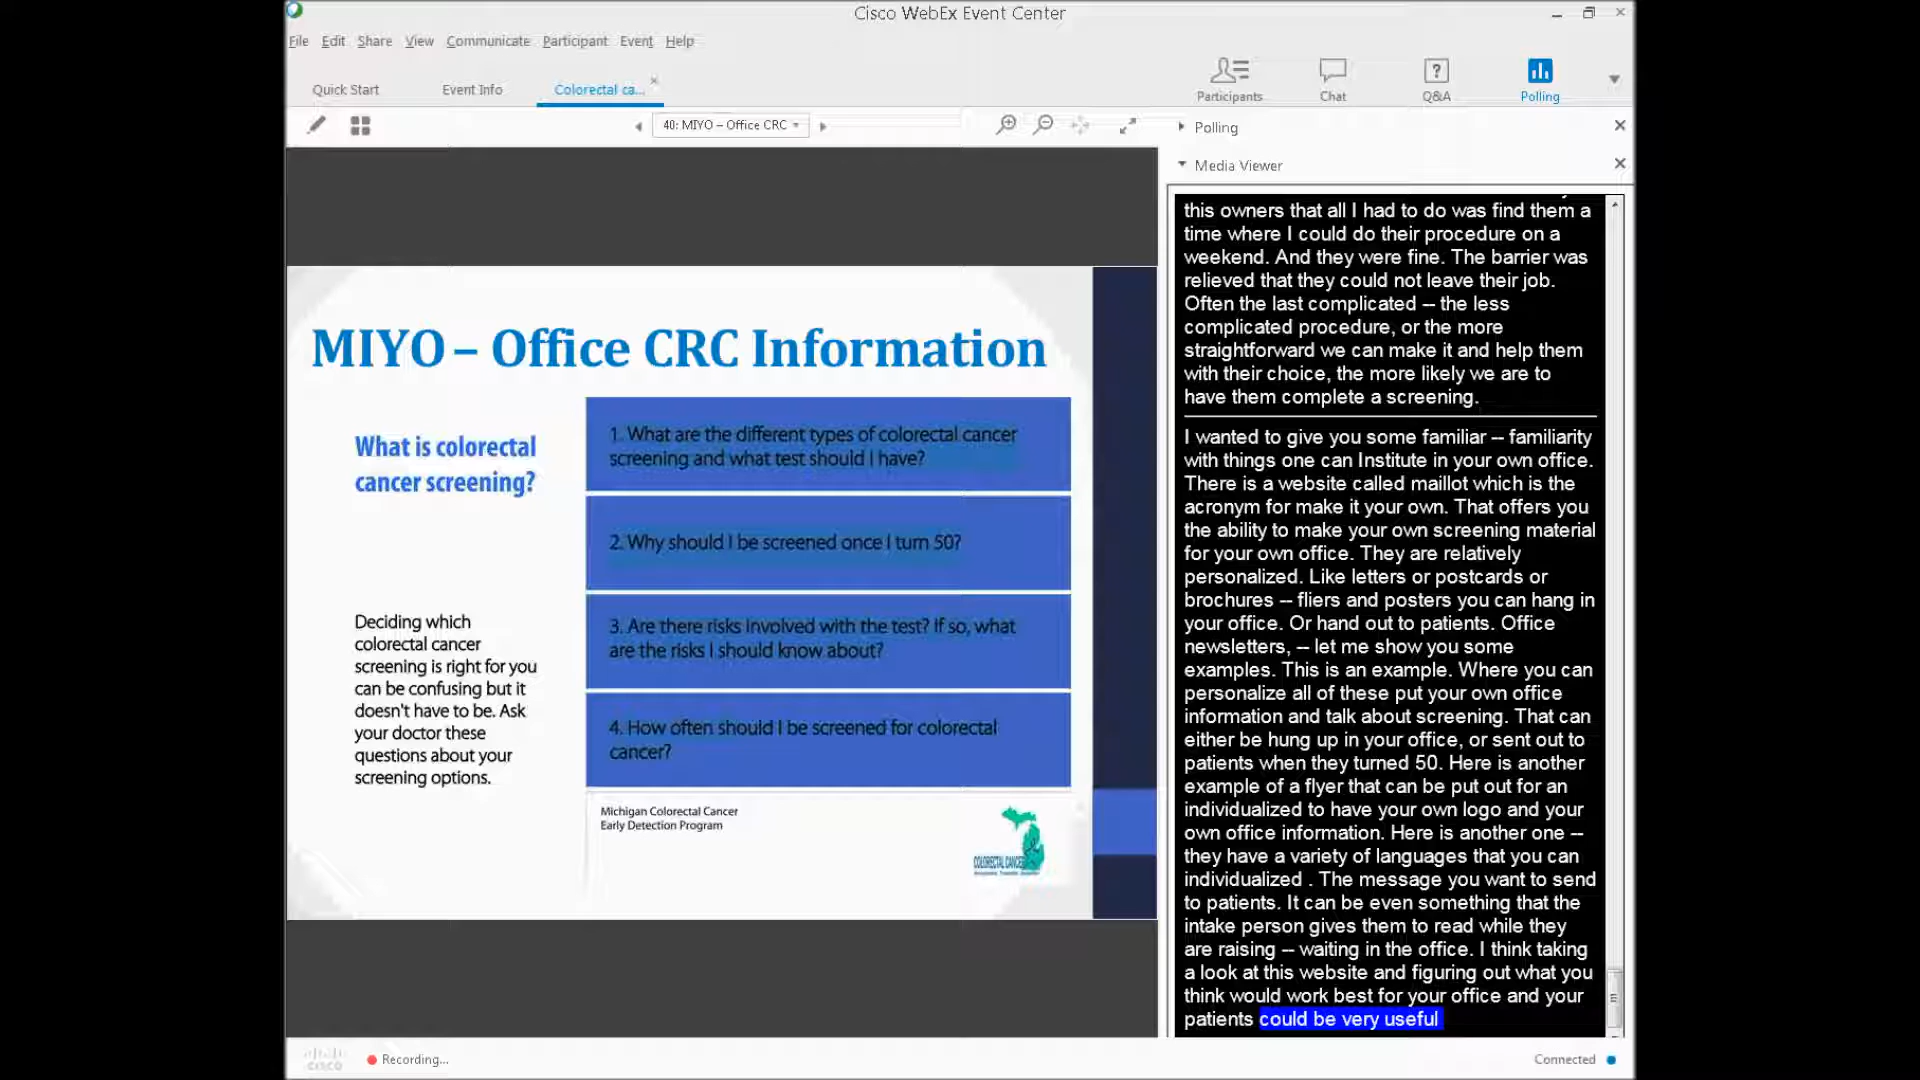 Cisco WebEx Event Center
File Edit Share View Communicate Participant Event Help
Quick Start Event Info Colorectal ca...
Participants Chat Q&A Polling
40: MIYO – Office CRC
Polling
Media Viewer
MIYO – Office CRC Information
What is colorectal
cancer screening?
Deciding which
colorectal cancer
screening is right for you
can be confusing but it
doesn't have to be. Ask
your doctor these
questions about your
screening options.
1. What are the different types of colorectal cancer
screening and what test should I have?
2. Why should I be screened once I turn 50?
3. Are there risks involved with the test? If so, what
are the risks I should know about?
4. How often should I be screened for colorectal
cancer?
Michigan Colorectal Cancer
Early Detection Program
COLORECTAL CANCER
this owners that all I had to do was find them a
time where I could do their procedure on a
weekend. And they were fine. The barrier was
relieved that they could not leave their job.
Often the last complicated -- the less
complicated procedure, or the more
straightforward we can make it and help them
with their choice, the more likely we are to
have them complete a screening.
I wanted to give you some familiar -- familiarity
with things one can Institute in your own office.
There is a website called maillot which is the
acronym for make it your own. That offers you
the ability to make your own screening material
for your own office. They are relatively
personalized. Like letters or postcards or
brochures -- fliers and posters you can hang in
your office. Or hand out to patients. Office
newsletters, -- let me show you some
examples. This is an example. Where you can
personalize all of these put your own office
information and talk about screening. That can
either be hung up in your office, or sent out to
patients when they turned 50. Here is another
example of a flyer that can be put out for an
individualized to have your own logo and your
own office information. Here is another one --
they have a variety of languages that you can
individualized . The message you want to send
to patients. It can be even something that the
intake person gives them to read while they
are raising -- waiting in the office. I think taking
a look at this website and figuring out what you
think would work best for your office and your
patients could be very useful
cisco
Recording...
Connected